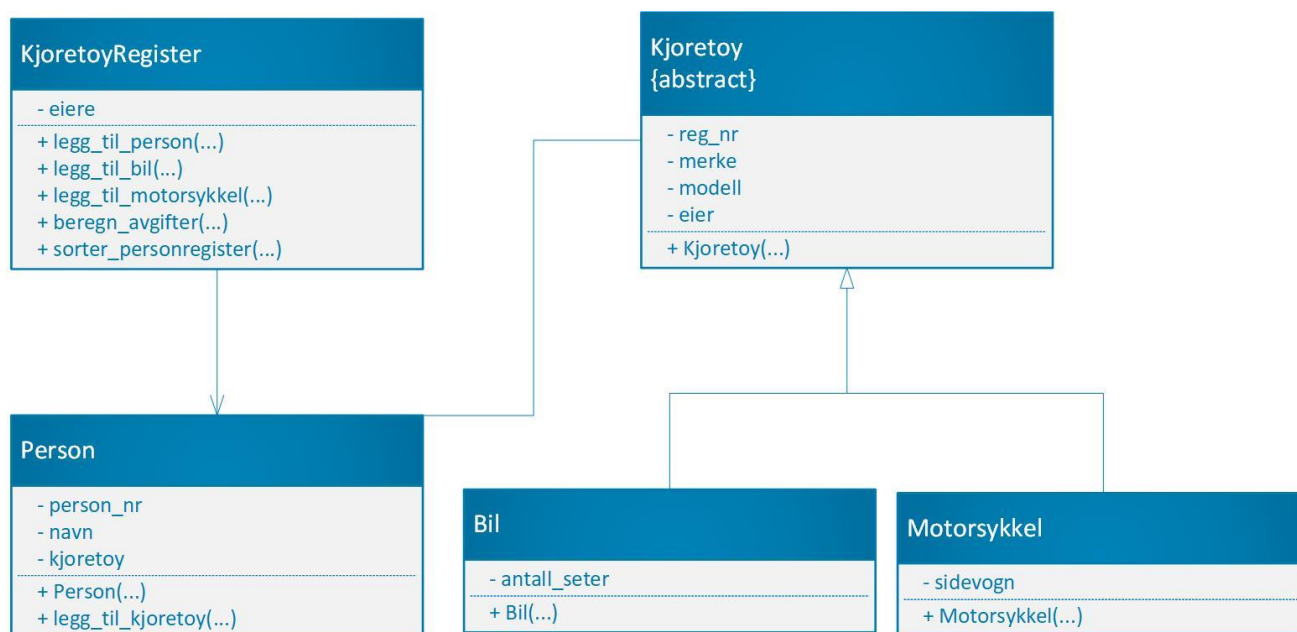 KjoretoyRegister
- eiere
+ legg_til_person(...)
+ legg_til_bil(...)
+ legg_til_motorsykkel(...)
+ beregn_avgifter(...)
+ sorter_personregister(...)
Kjoretoy
{abstract}
- reg_nr
- merke
- modell
- eier
+ Kjoretoy(...)
Person
- person_nr
- navn
- kjoretoy
+ Person(...)
+ legg_til_kjoretoy(...)
Bil
- antall_seter
+ Bil(...)
Motorsykkel
- sidevogn
+ Motorsykkel(...)